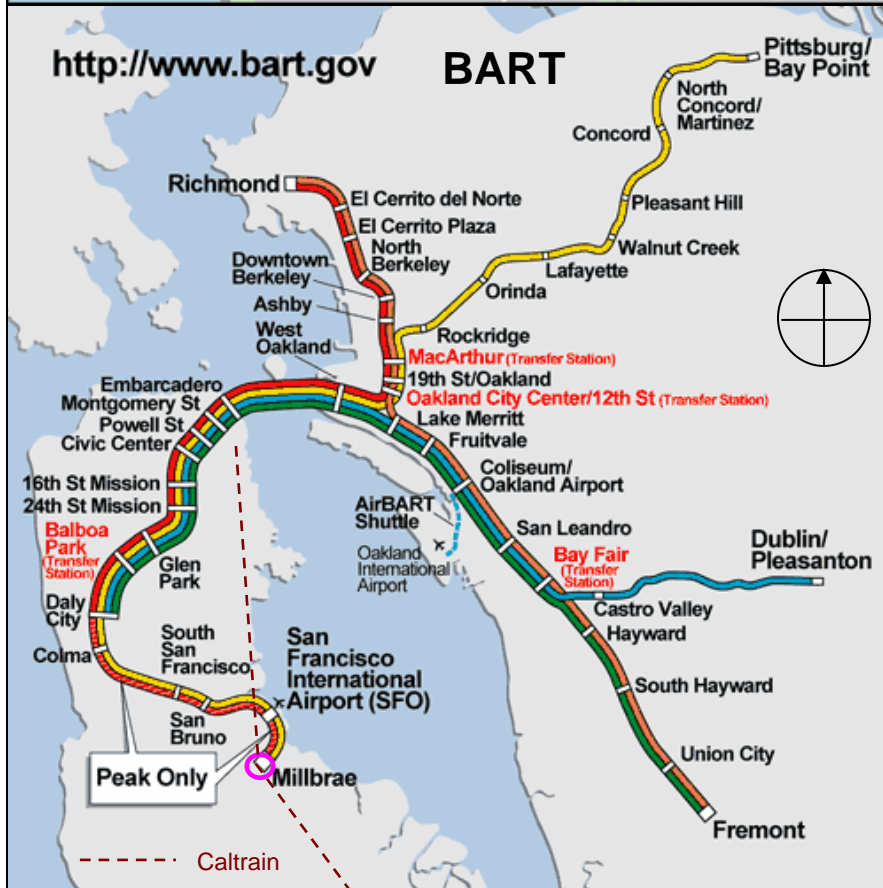 http://www.bart.gov
BART
Pittsburg/
Bay Point
North
Concord/
Martinez
Concord
Richmond
El Cerrito del Norte
Pleasant Hill
El Cerrito Plaza
North
Berkeley
Walnut Creek
Downtown
Berkeley
Lafayette
Orinda
Ashby
West
Oakland
Rockridge
MacArthur (Transfer Station)
19th St/Oakland
Oakland City Center/12th St (Transfer Station)
Embarcadero
Montgomery St
Powell St
Civic Center
Lake Merritt
Fruitvale
16th St Mission
24th St Mission
Coliseum/
Oakland Airport
AirBART
Shuttle
Oakland
International
Airport
San Leandro
Balboa
Park
(Transfer
Station)
Glen
Park
Bay Fair
(Transfer
Station)
Dublin/
Pleasanton
Castro Valley
Hayward
Daly
City
Colma
South
San
Francisco
San
Francisco
International
Airport (SFO)
South Hayward
San
Bruno
Union City
Peak Only
Millbrae
Fremont
Caltrain